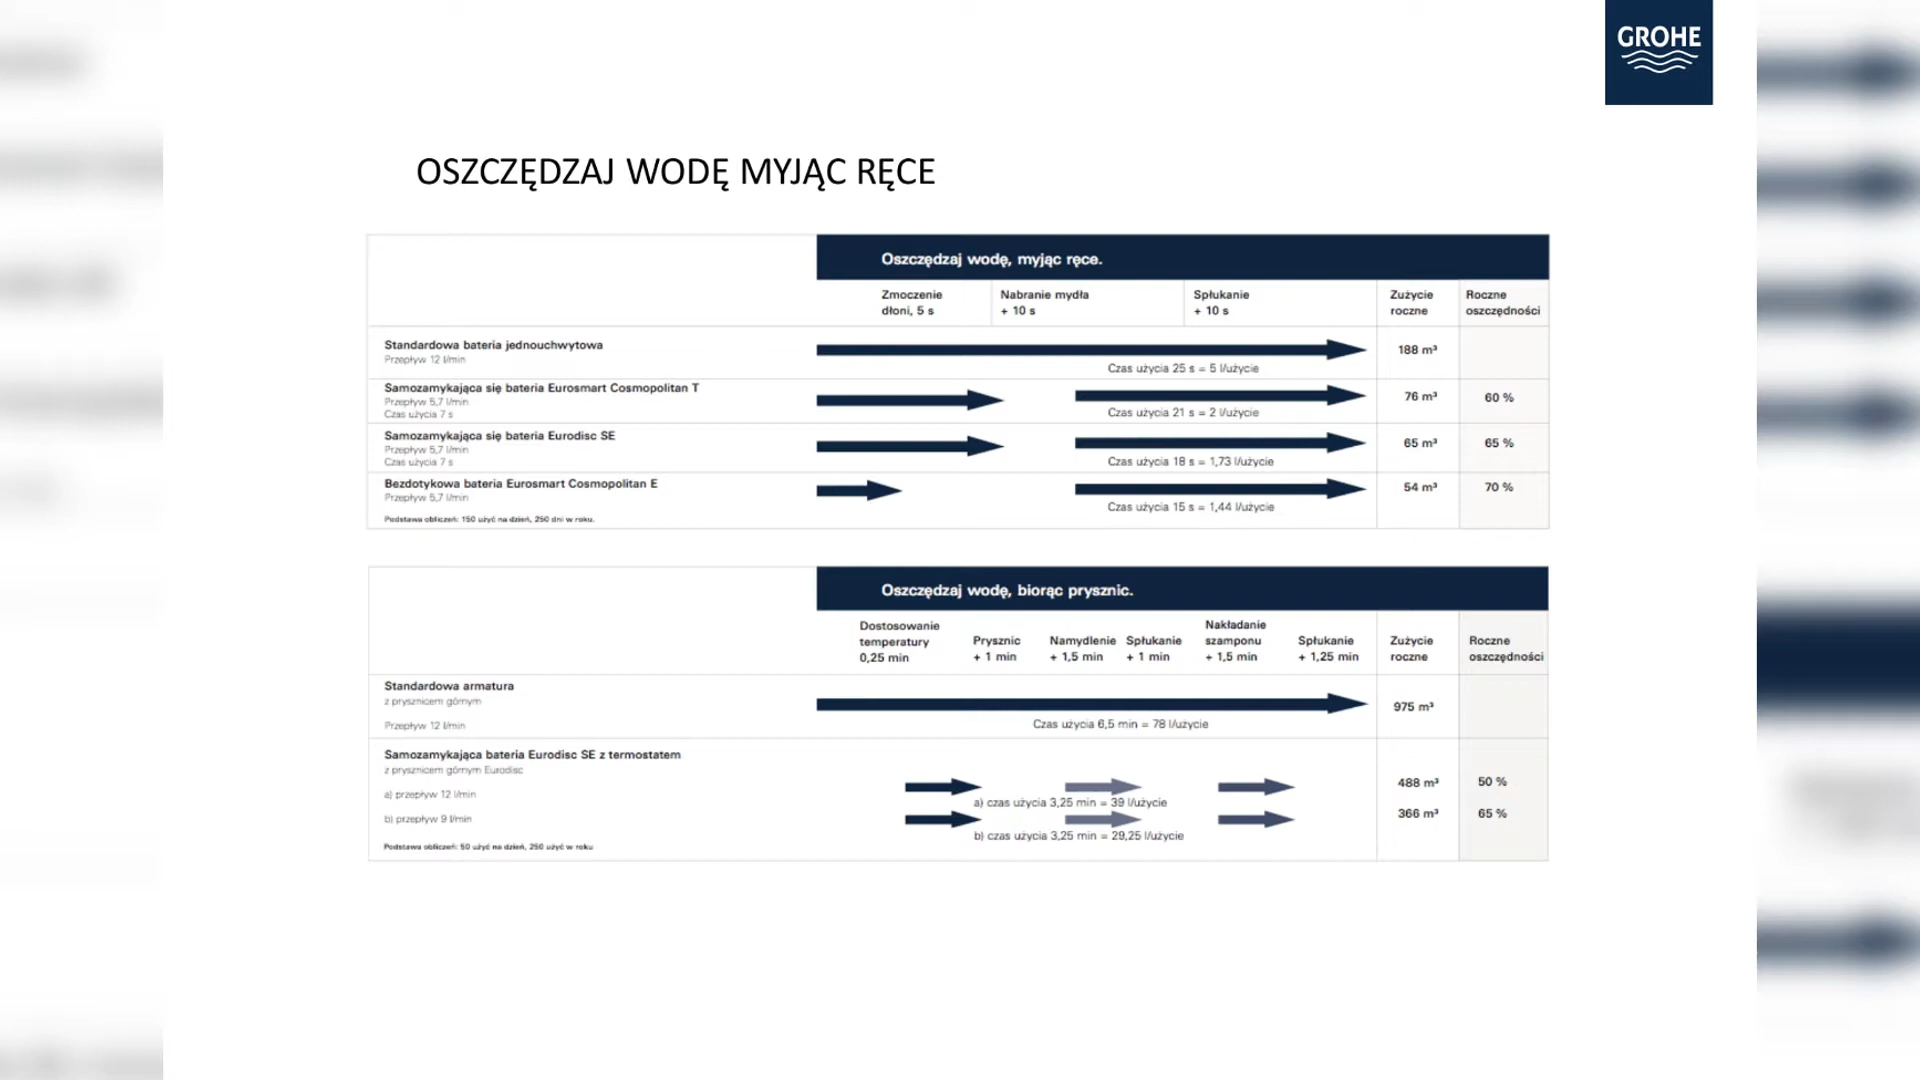 GROHE
OSZCZĘDZAJ WODĘ MYJĄC RĘCE
Oszczędzaj wodę, myjąc ręce.
Zmoczenie dłoni, 5 s
Nabranie mydła + 10 s
Spłukanie + 10 s
Zużycie roczne
Roczne oszczędności
Standardowa bateria jednouchwytowa
Przepływ 12 l/min
Czas użycia 25 s = 5 l/użycie
188 m³
Samozamykająca się bateria Eurosmart Cosmopolitan T
Przepływ 5,7 l/min
Czas użycia 7 s
Czas użycia 21 s = 2 l/użycie
76 m³
60 %
Samozamykająca się bateria Eurodisc SE
Przepływ 5,7 l/min
Czas użycia 7 s
Czas użycia 18 s = 1,73 l/użycie
65 m³
65 %
Bezdotykowa bateria Eurosmart Cosmopolitan E
Przepływ 5,7 l/min
Czas użycia 15 s = 1,44 l/użycie
54 m³
70 %
Podstawa obliczeń: 150 użyć na dzień, 250 dni w roku.
Oszczędzaj wodę, biorąc prysznic.
Dostosowanie temperatury 0,25 min
Prysznic + 1 min
Namydlenie + 1,5 min
Spłukanie + 1 min
Nakładanie szamponu + 1,5 min
Spłukanie + 1,25 min
Zużycie roczne
Roczne oszczędności
Standardowa armatura
z prysznicem górnym
Przepływ 12 l/min
Czas użycia 6,5 min = 78 l/użycie
975 m³
Samozamykająca bateria Eurodisc SE z termostatem
z prysznicem górnym Eurodisc
a) przepływ 12 l/min
a) czas użycia 3,25 min = 39 l/użycie
488 m³
50 %
b) przepływ 9 l/min
b) czas użycia 3,25 min = 29,25 l/użycie
366 m³
65 %
Podstawa obliczeń: 50 użyć na dzień, 250 użyć w roku